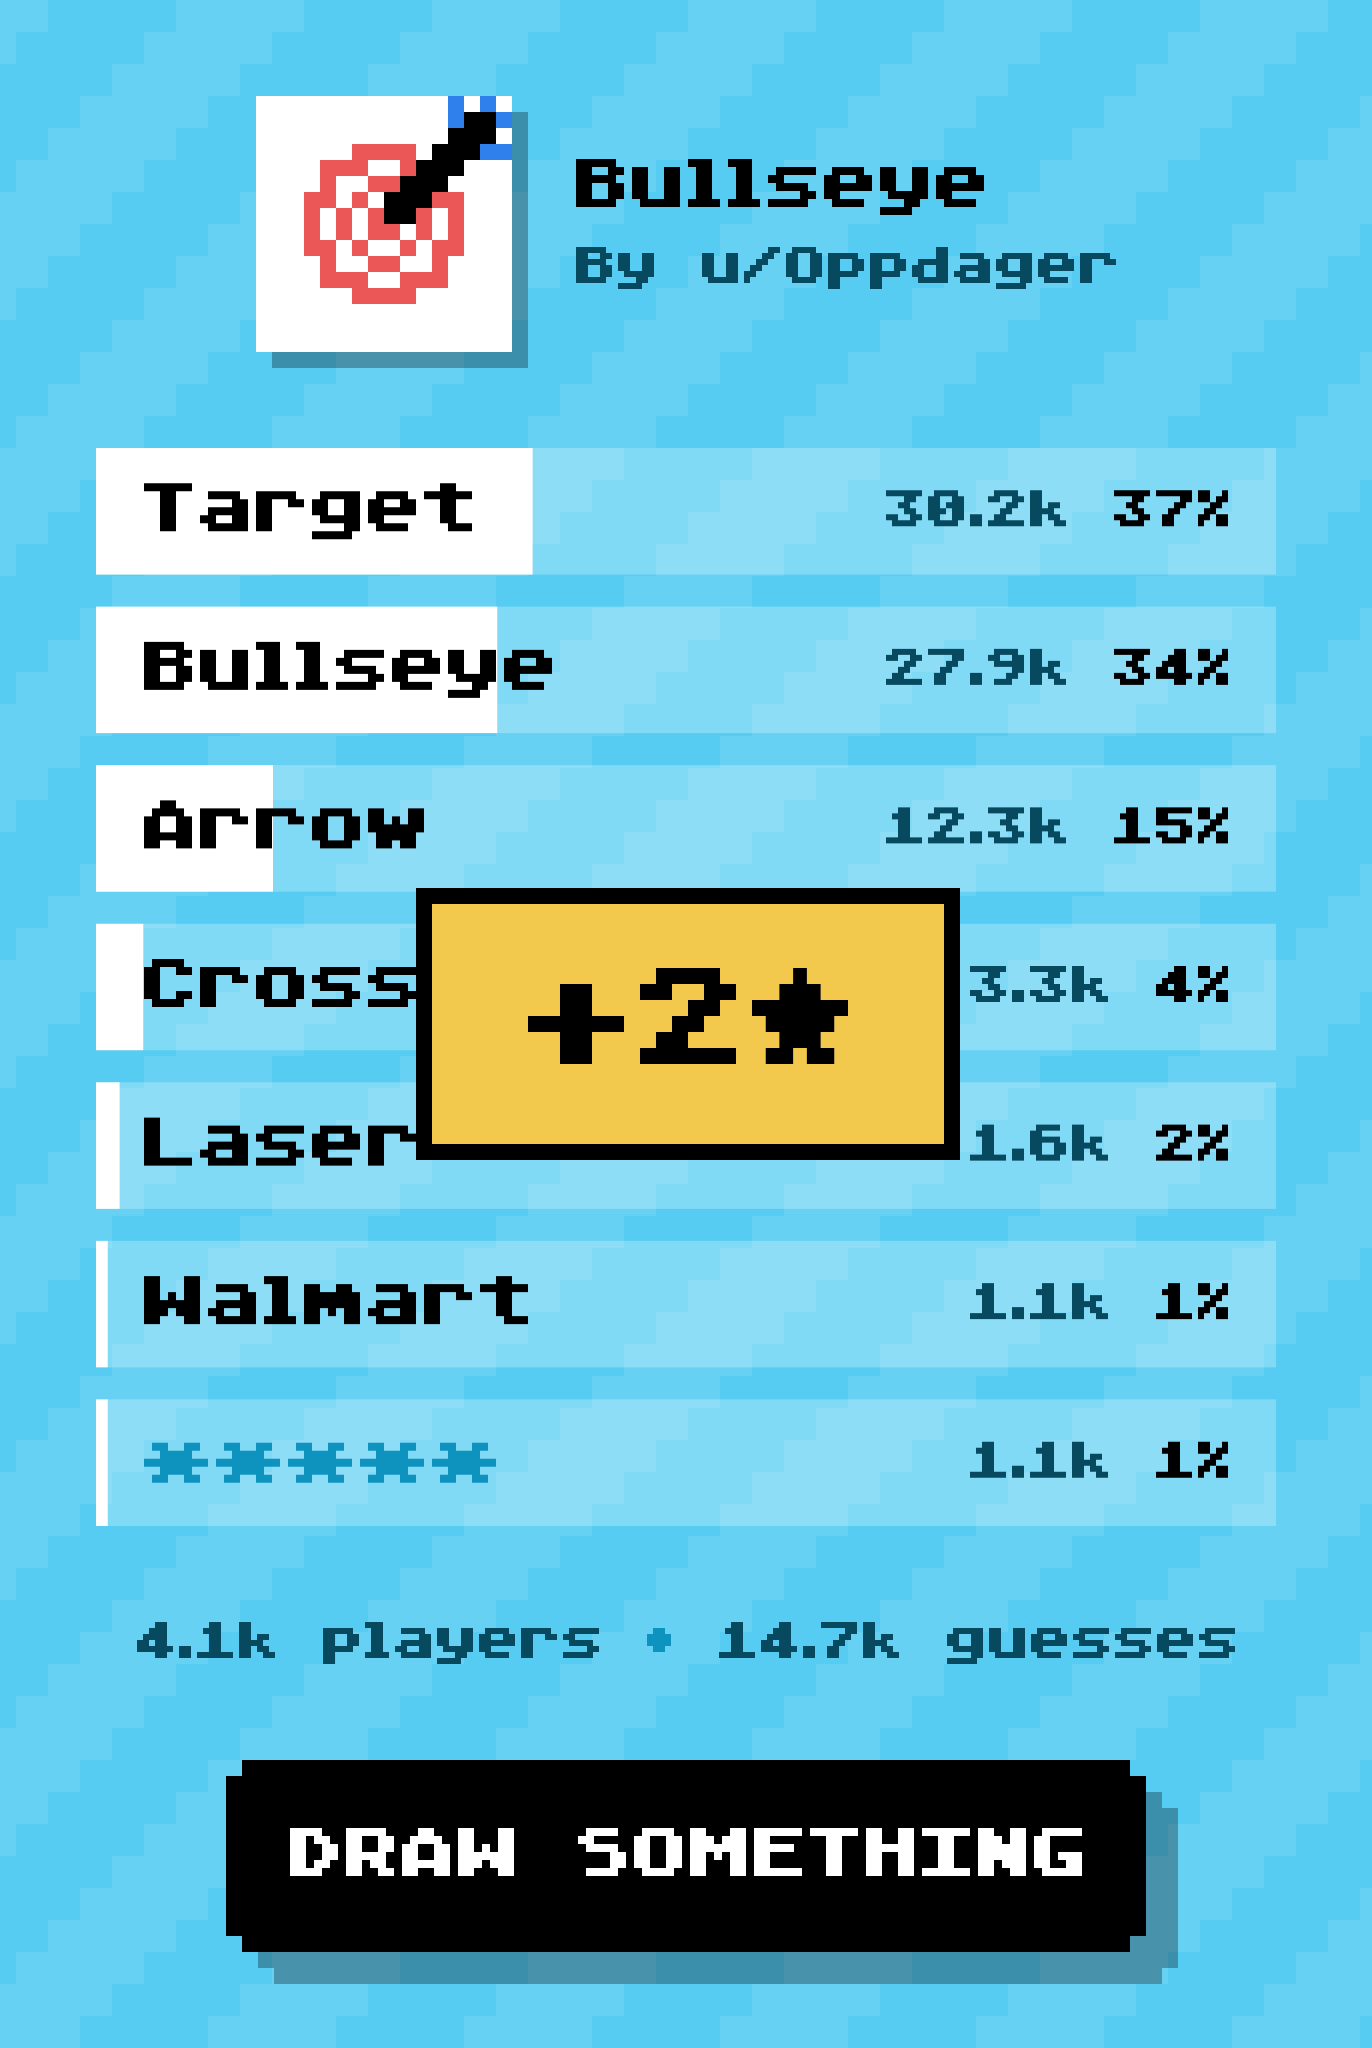 Bullseye
By u/Oppdager
Target 30.2k 37%
Bullseye 27.9k 34%
Arrow 12.3k 15%
Cross 3.3k 4%
Laser 1.6k 2%
+2★
Walmart 1.1k 1%
***** 1.1k 1%
4.1k players • 14.7k guesses
DRAW SOMETHING